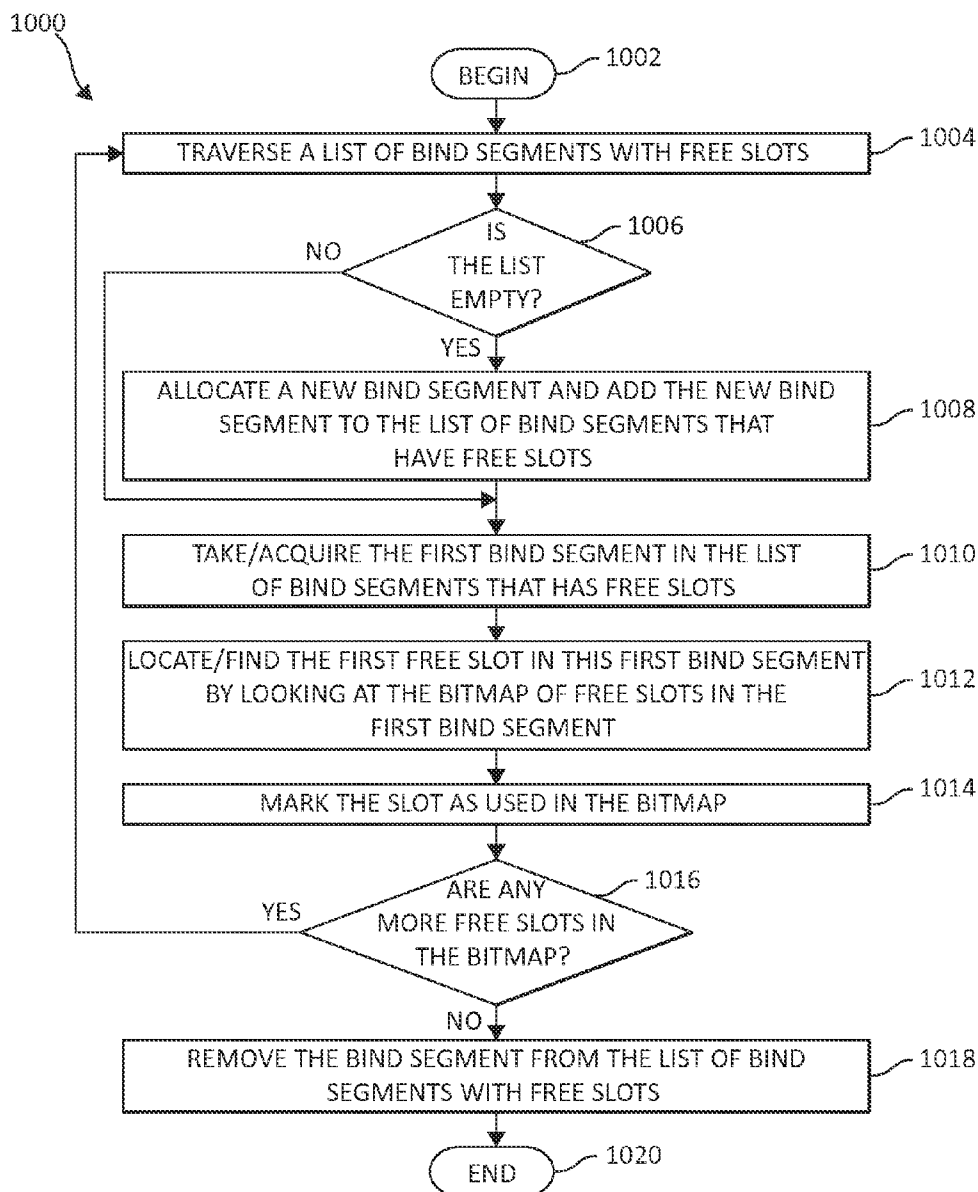 1000
BEGIN
1002
TRAVERSE A LIST OF BIND SEGMENTS WITH FREE SLOTS
1004
IS
THE LIST
EMPTY?
1006
NO
YES
ALLOCATE A NEW BIND SEGMENT AND ADD THE NEW BIND
SEGMENT TO THE LIST OF BIND SEGMENTS THAT
HAVE FREE SLOTS
1008
TAKE/ACQUIRE THE FIRST BIND SEGMENT IN THE LIST
OF BIND SEGMENTS THAT HAS FREE SLOTS
1010
LOCATE/FIND THE FIRST FREE SLOT IN THIS FIRST BIND SEGMENT
BY LOOKING AT THE BITMAP OF FREE SLOTS IN THE
FIRST BIND SEGMENT
1012
MARK THE SLOT AS USED IN THE BITMAP
1014
ARE ANY
MORE FREE SLOTS IN
THE BITMAP?
1016
YES
NO
REMOVE THE BIND SEGMENT FROM THE LIST OF BIND
SEGMENTS WITH FREE SLOTS
1018
END
1020